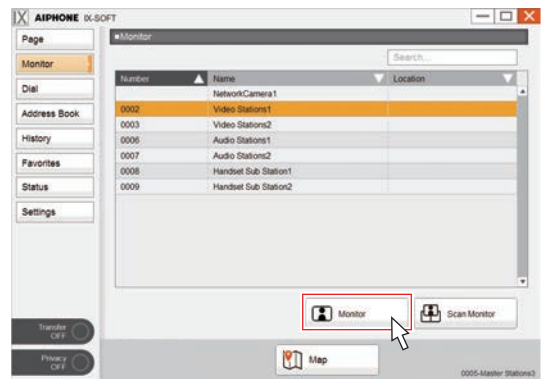 AIPHONE IX-SOFT
Page
Monitor
Dial
Address Book
History
Favorites
Status
Settings
Transfer
OFF
Privacy
OFF
■Monitor
Search...
Number Name Location
NetworkCamera1
0002 Video Stations1
0003 Video Stations2
0006 Audio Stations1
0007 Audio Stations2
0008 Handset Sub Station1
0009 Handset Sub Station2
Monitor
Scan Monitor
Map
0005-Master Stations3